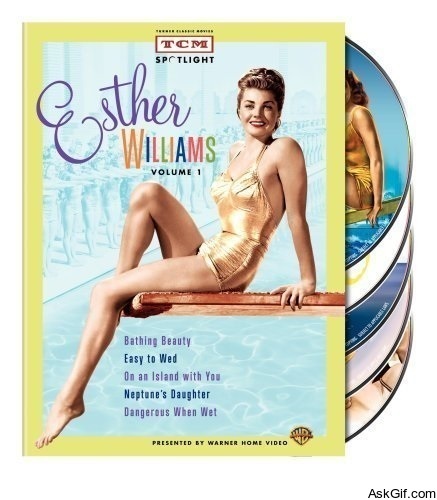 TURNER CLASSIC MOVIES
TCM
SPOTLIGHT
Esther
WILLIAMS
VOLUME 1
Bathing Beauty
Easy to Wed
On an Island with You
Neptune's Daughter
Dangerous When Wet
PRESENTED BY WARNER HOME VIDEO
AskGif.com